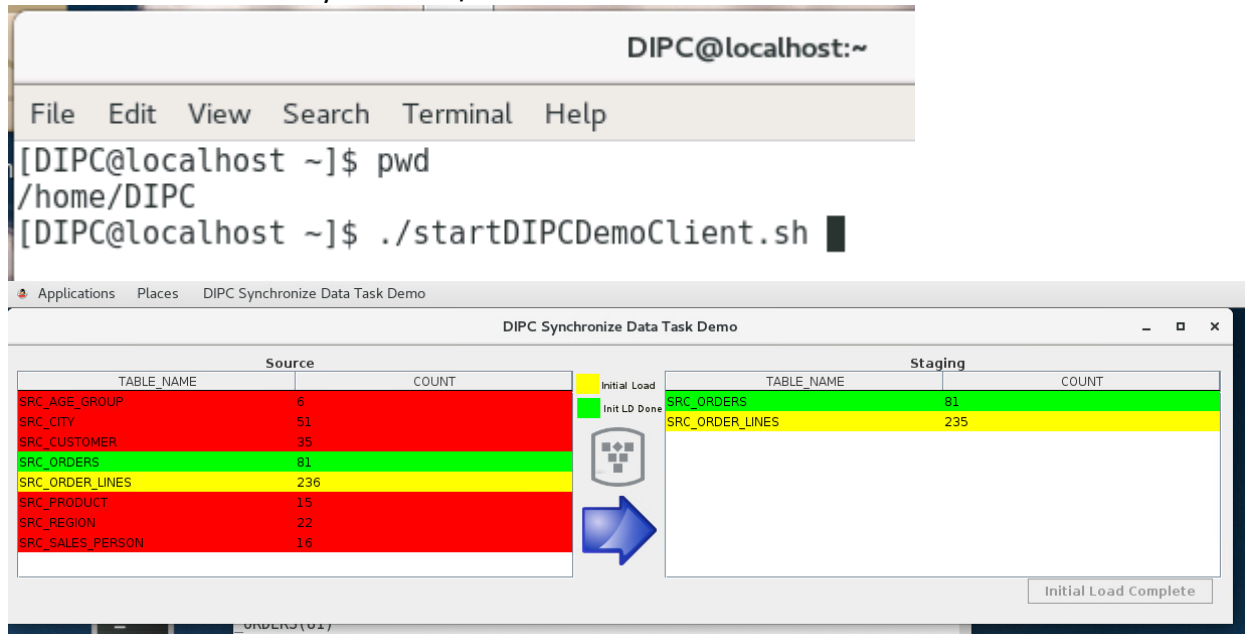 DIPC@localhost:~
File Edit View Search Terminal Help
[DIPC@localhost ~]$ pwd
/home/DIPC
[DIPC@localhost ~]$ ./startDIPCDemoClient.sh
Applications Places DIPC Synchronize Data Task Demo
DIPC Synchronize Data Task Demo
Source
TABLE_NAME COUNT
SRC_AGE_GROUP 6
SRC_CITY 51
SRC_CUSTOMER 35
SRC_ORDERS 81
SRC_ORDER_LINES 236
SRC_PRODUCT 15
SRC_REGION 22
SRC_SALES_PERSON 16
Initial Load
Init LD Done
Staging
TABLE_NAME COUNT
SRC_ORDERS 81
SRC_ORDER_LINES 235
Initial Load Complete